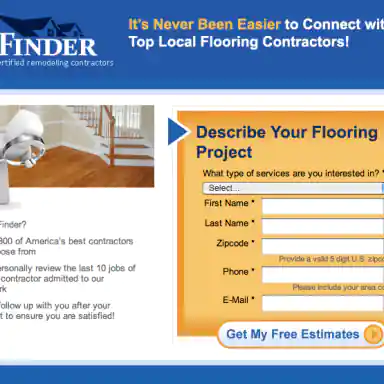 It's Never Been Easier to Connect wit
Top Local Flooring Contractors!
FINDER
ertified remodeling contractors
Describe Your Flooring
Project
What type of services are you interested in? *
Select...
First Name *
Last Name *
Zipcode *
Provide a valid 5 digit U.S. zipco
Phone *
Please include your area co
E-Mail *
Get My Free Estimates
Finder?
800 of America's best contractors
oose from
ersonally review the last 10 jobs of
contractor admitted to our
rk
follow up with you after your
t to ensure you are satisfied!